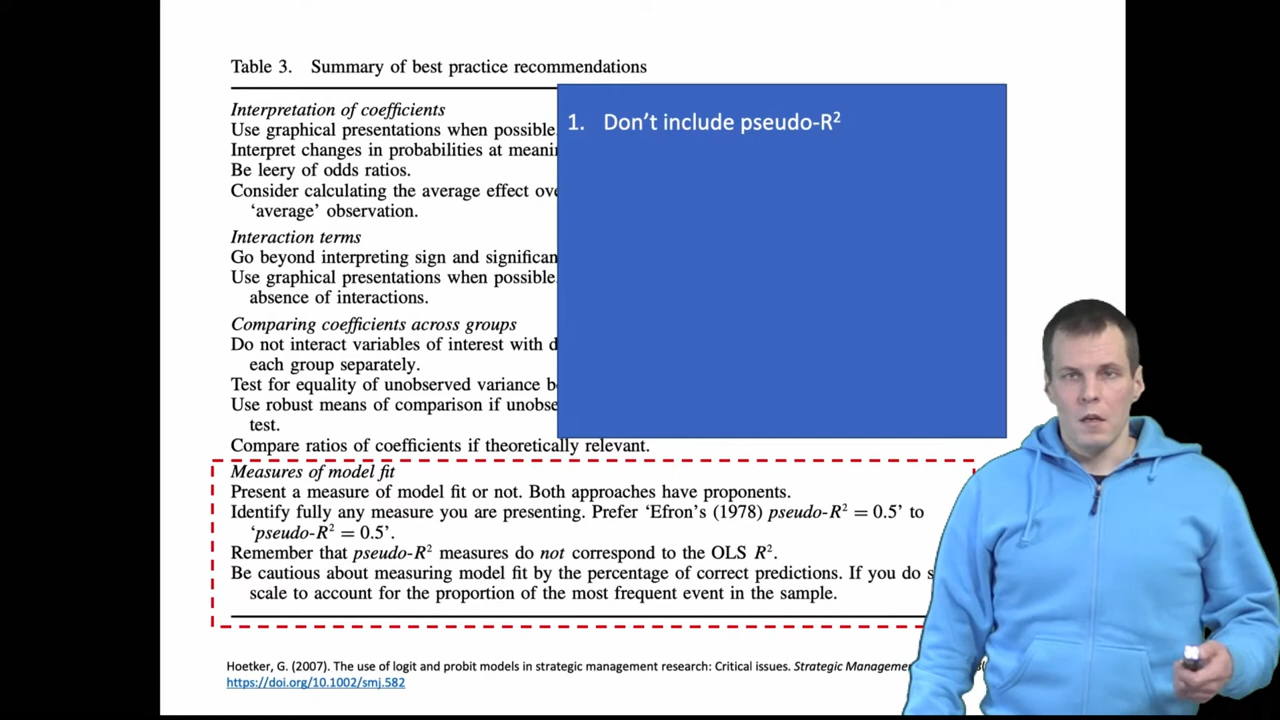 Table 3. Summary of best practice recommendations
1. Don't include pseudo-R²
Interpretation of coefficients
Use graphical presentations when possible.
Interpret changes in probabilities at
Be leery of odds ratios.
Consider calculating the average effect
'average' observation.
Interaction terms
Go beyond interpreting sign and
Use graphical presentations when possible
absence of interactions.
Comparing coefficients across groups
Do not interact variables of interest with
each group separately.
Test for equality of unobserved variance
Use robust means of comparison if
test.
Compare ratios of coefficients if theoretically relevant.
Measures of model fit
Present a measure of model fit or not. Both approaches have proponents.
Identify fully any measure you are presenting. Prefer 'Efron's (1978) pseudo-R² = 0.5' to
'pseudo-R² = 0.5'.
Remember that pseudo-R² measures do not correspond to the OLS R².
Be cautious about measuring model fit by the percentage of correct predictions. If you do
scale to account for the proportion of the most frequent event in the sample.
Hoetker, G. (2007). The use of logit and probit models in strategic management research: Critical issues. Strategic
https://doi.org/10.1002/smj.582